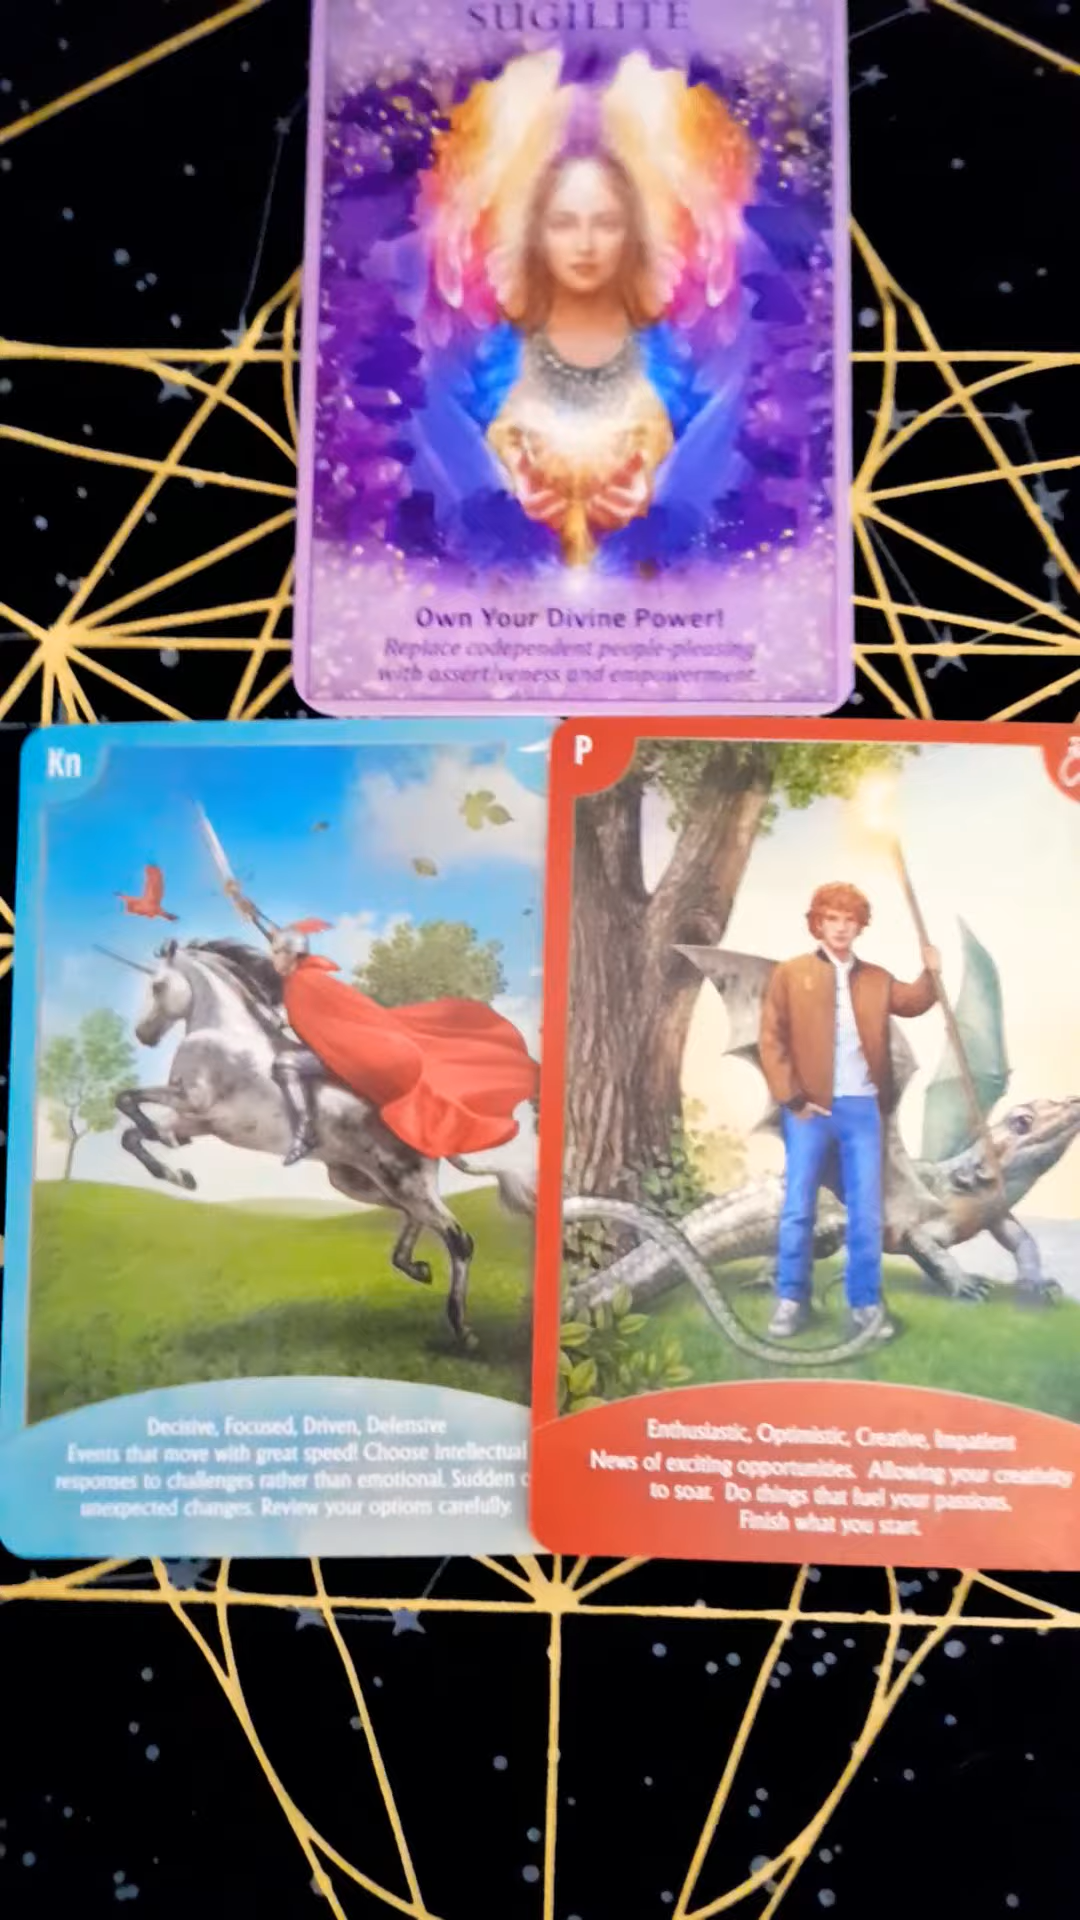 SUGILITE
Own Your Divine Power!
Replace codependent people-pleasing
with assertiveness and empowerment.
Kn
Decisive, Focused, Driven, Defensive
Events that move with great speed! Choose intellectual
responses to challenges rather than emotional. Sudden
unexpected changes. Review your options carefully.
P
Enthusiastic, Optimistic, Creative, Impatient
News of exciting opportunities. Allowing your creativity
to soar. Do things that fuel your passions.
Finish what you start.